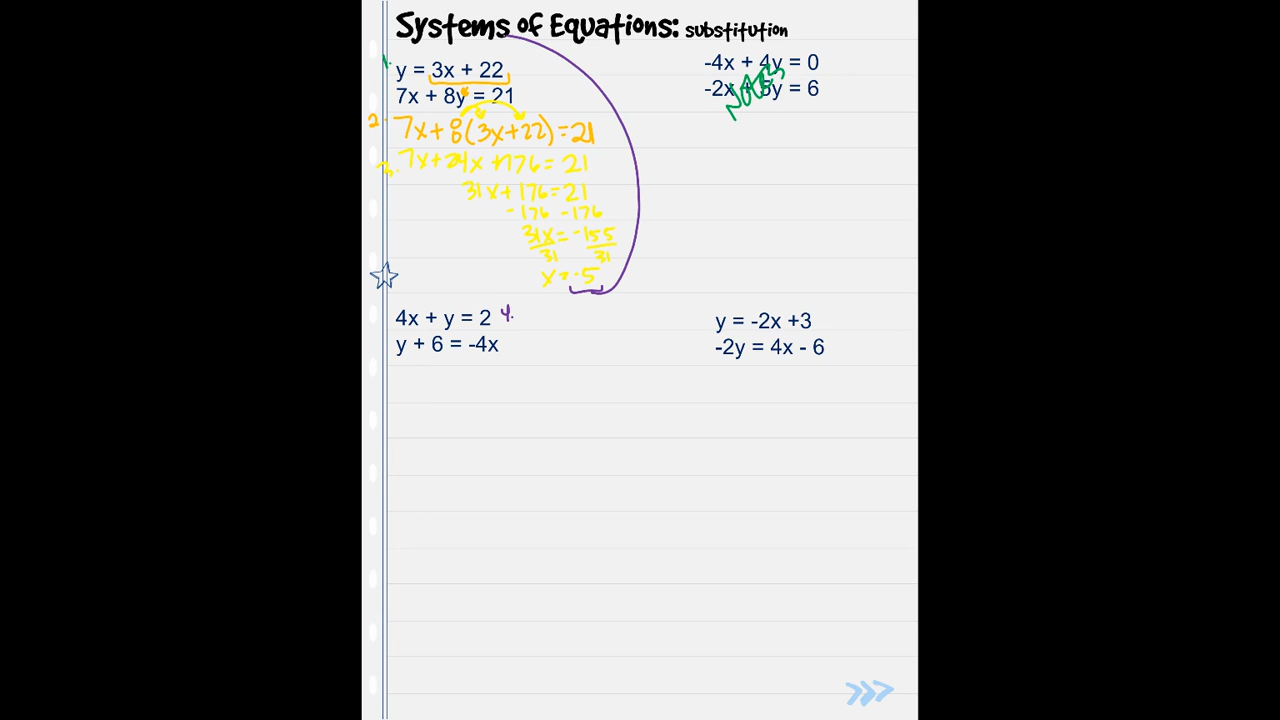 Systems of Equations: substitution
1.
y = 3x + 22
7x + 8y = 21
2. 7x + 8(3x+22) = 21
3. 7x + 24x + 176 = 21
31x + 176 = 21
- 176 - 176
31x = -155
31 31
x = -5
-4x + 4y = 0
-2x + 5y = 6
NOTES
4x + y = 2 4.
y + 6 = -4x
y = -2x +3
-2y = 4x - 6